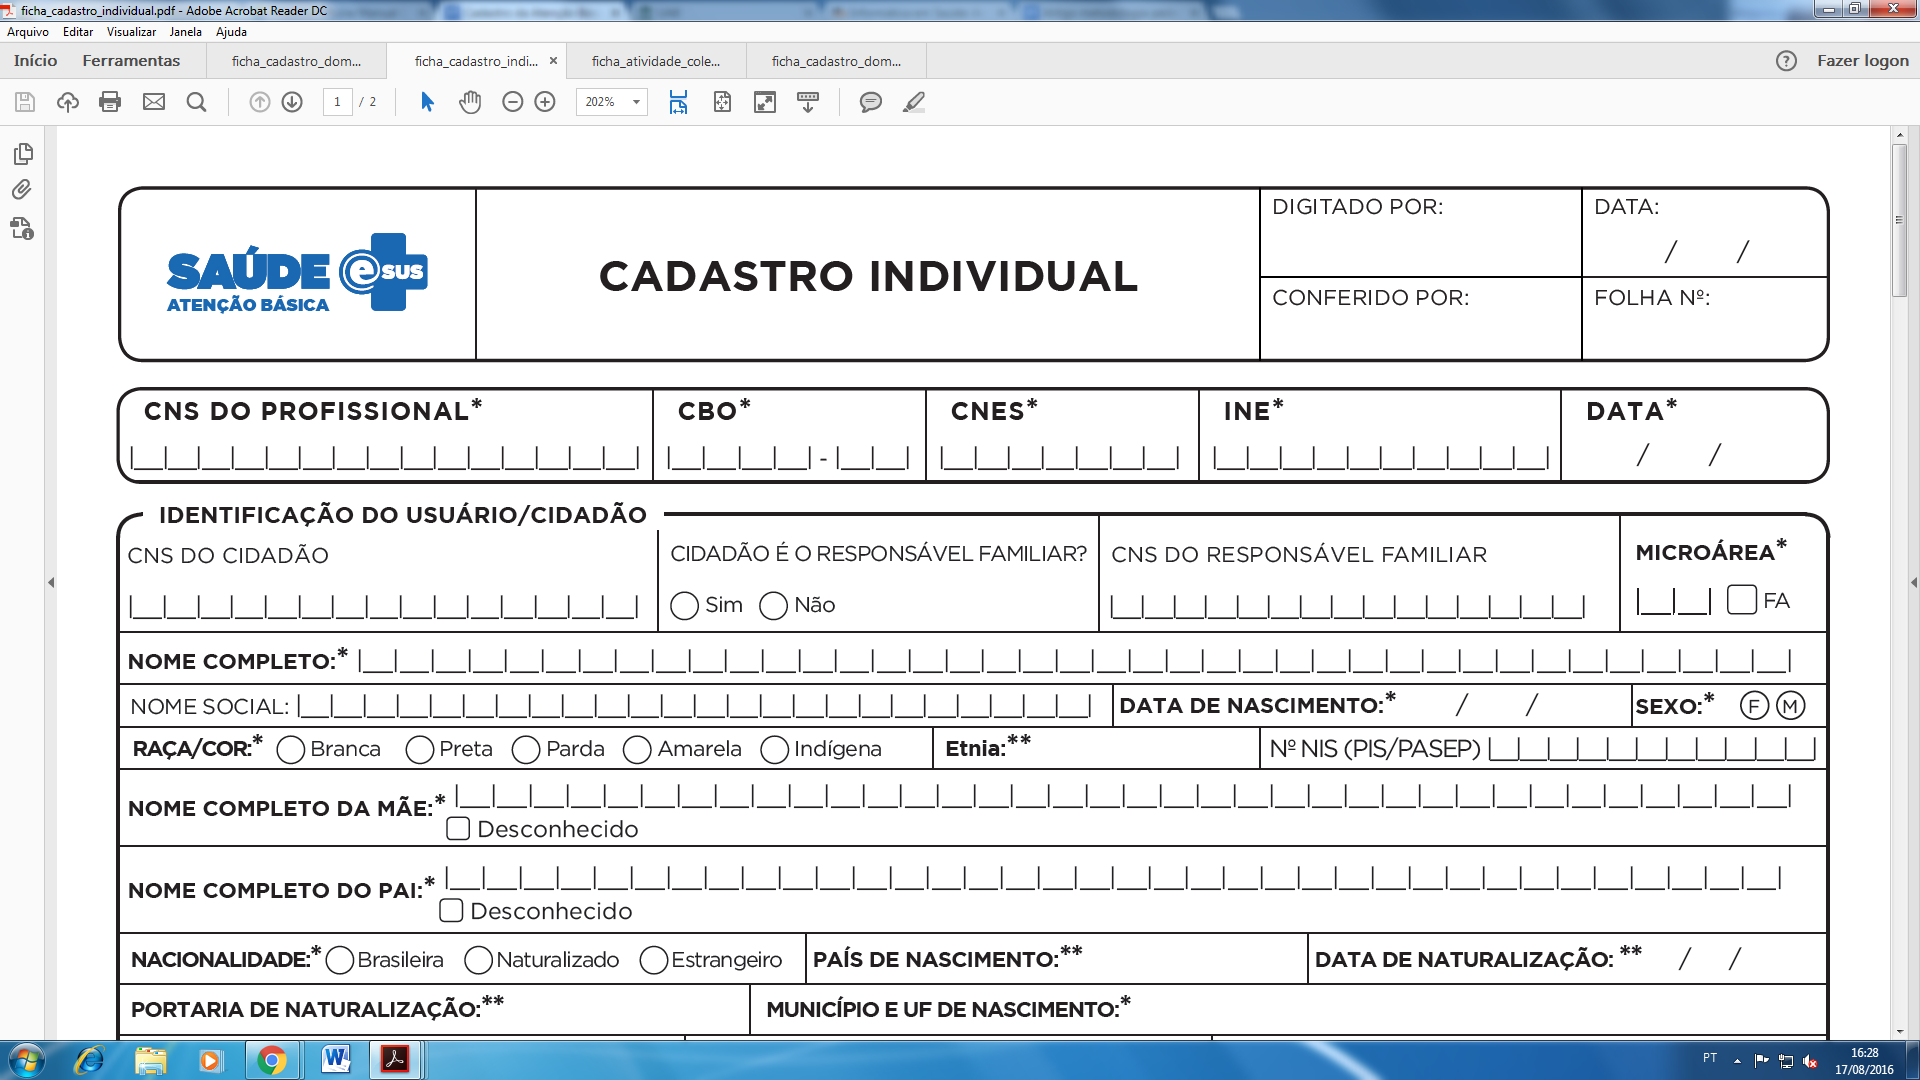 ficha_cadastro_individual.pdf - Adobe Acrobat Reader DC
Arquivo Editar Visualizar Janela Ajuda
Início Ferramentas ficha_cadastro_dom... ficha_cadastro_indi... × ficha_atividade_cole... ficha_cadastro_dom... ? Fazer logon
1 / 2 202%
SAÚDE e SUS
ATENÇÃO BÁSICA
CADASTRO INDIVIDUAL
DIGITADO POR:
DATA:
/ /
CONFERIDO POR:
FOLHA Nº:
CNS DO PROFISSIONAL* CBO* CNES* INE* DATA*
- / /
IDENTIFICAÇÃO DO USUÁRIO/CIDADÃO
CNS DO CIDADÃO CIDADÃO É O RESPONSÁVEL FAMILIAR? CNS DO RESPONSÁVEL FAMILIAR MICROÁREA*
Sim Não FA
NOME COMPLETO:*
NOME SOCIAL: DATA DE NASCIMENTO:* / / SEXO:* F M
RAÇA/COR:* Branca Preta Parda Amarela Indígena Etnia:** Nº NIS (PIS/PASEP)
NOME COMPLETO DA MÃE:*
Desconhecido
NOME COMPLETO DO PAI:*
Desconhecido
NACIONALIDADE:* Brasileira Naturalizado Estrangeiro PAÍS DE NASCIMENTO:** DATA DE NATURALIZAÇÃO: ** / /
PORTARIA DE NATURALIZAÇÃO:** MUNICÍPIO E UF DE NASCIMENTO:*
PT 16:28
17/08/2016